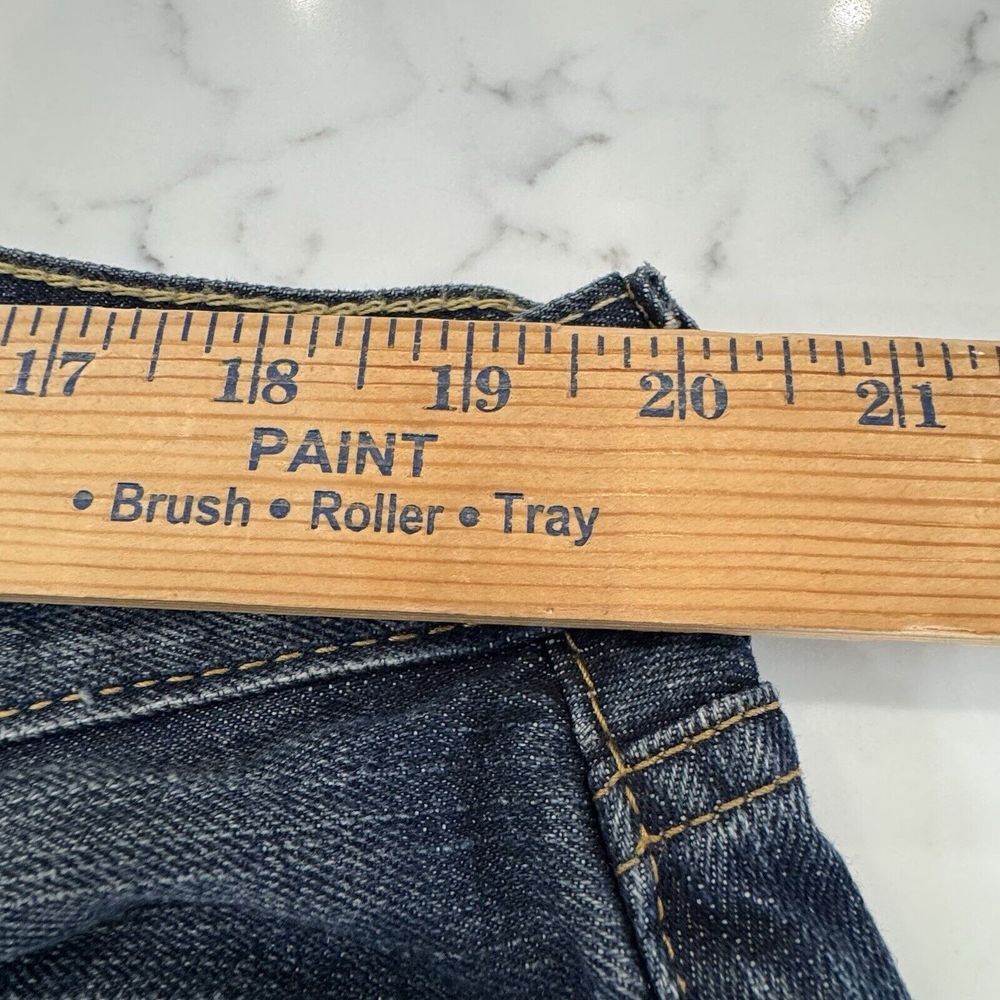 17 18 19 20 21
PAINT
• Brush • Roller • Tray